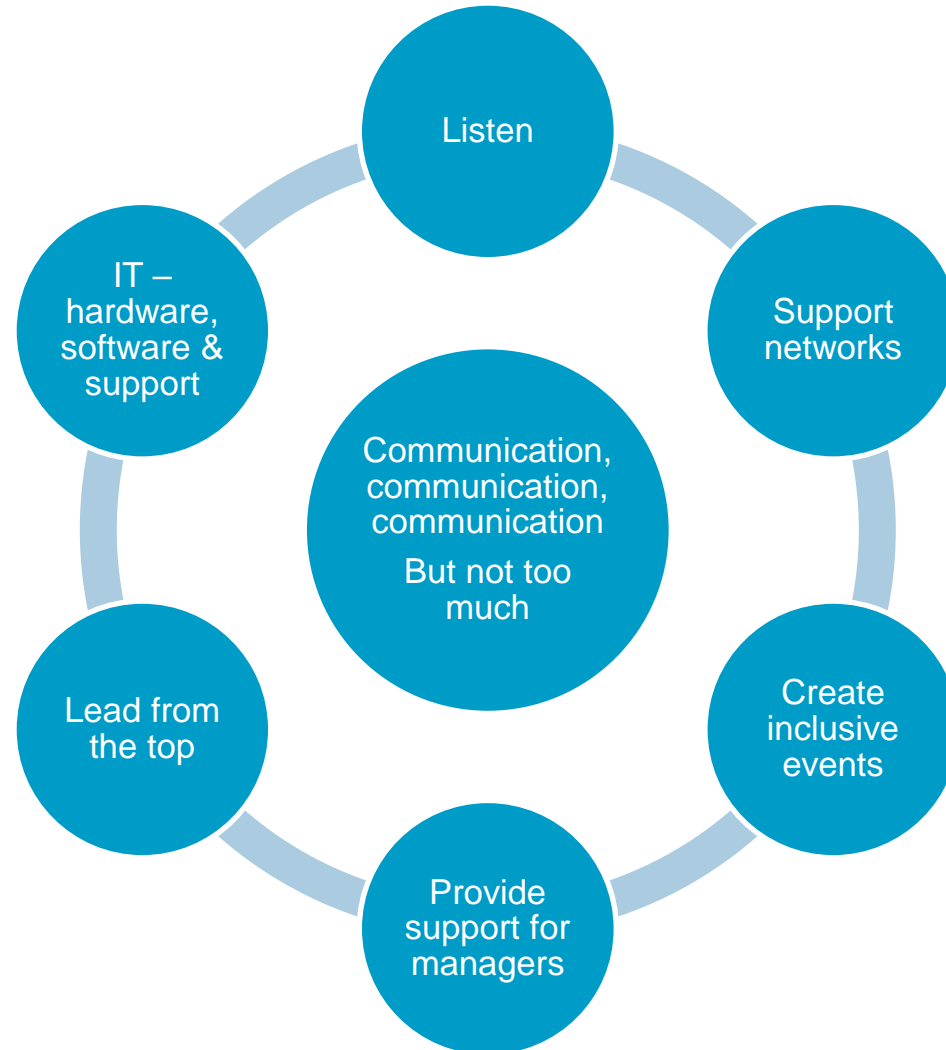 Listen
Support
networks
Create
inclusive
events
Provide
support for
managers
Lead from
the top
IT –
hardware,
software &
support
Communication,
communication,
communication
But not too
much